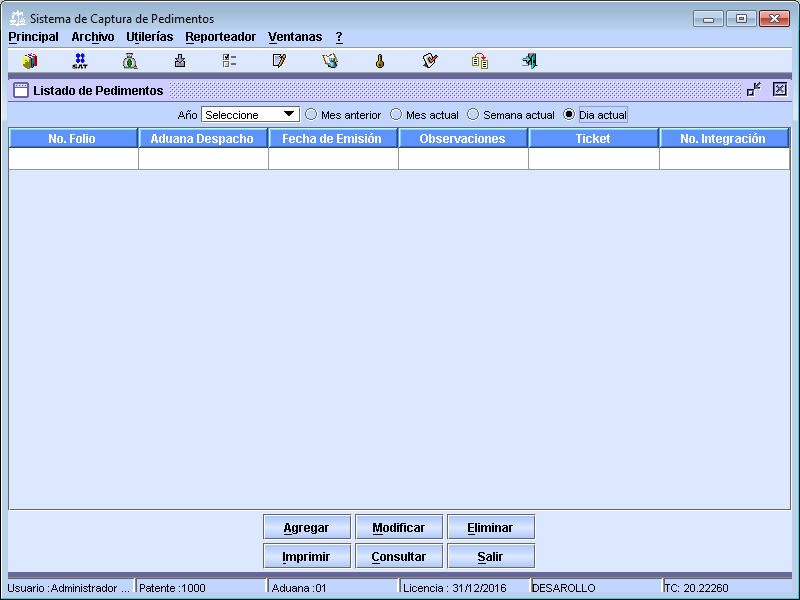 Sistema de Captura de Pedimentos
Principal Archivo Utilerías Reporteador Ventanas ?
SAT
Listado de Pedimentos
Año Seleccione Mes anterior Mes actual Semana actual Dia actual
No. Folio Aduana Despacho Fecha de Emisión Observaciones Ticket No. Integración
Agregar Modificar Eliminar
Imprimir Consultar Salir
Usuario :Administrador ... Patente :1000 Aduana :01 Licencia : 31/12/2016 DESAROLLO TC: 20.22260